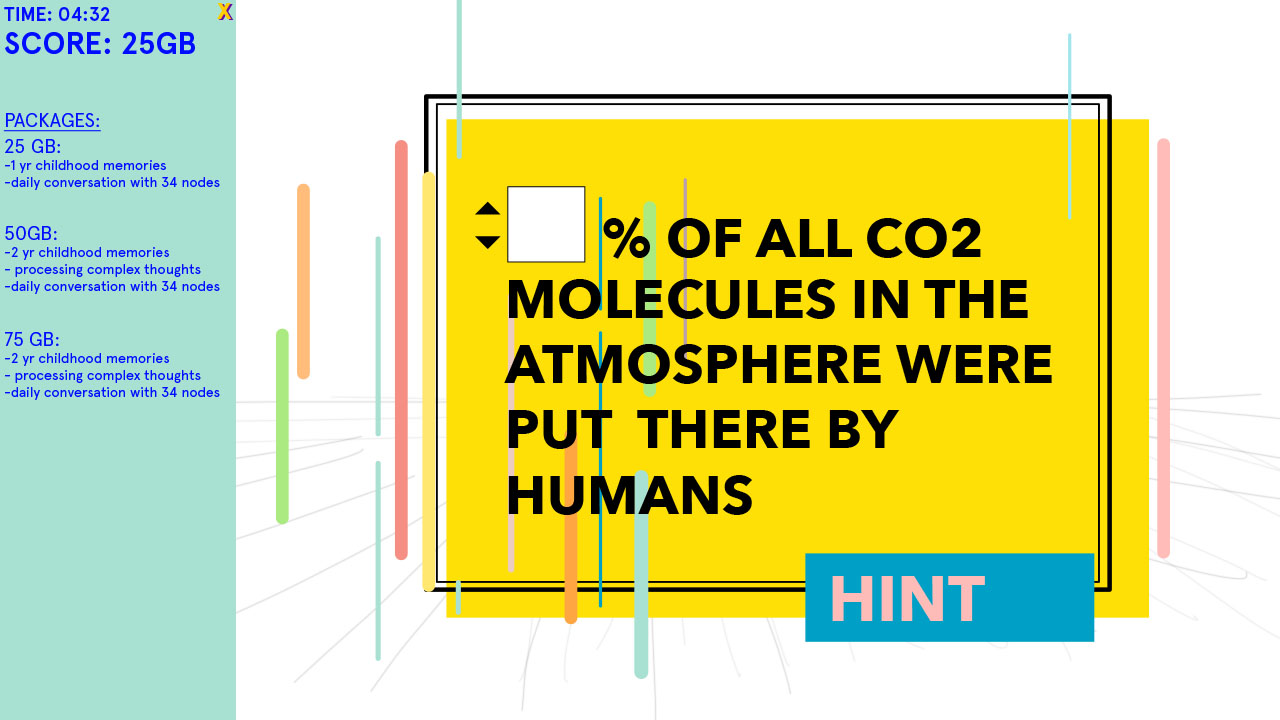 TIME: 04:32
X
SCORE: 25GB
PACKAGES:
25 GB:
-1 yr childhood memories
-daily conversation with 34 nodes
50GB:
-2 yr childhood memories
- processing complex thoughts
-daily conversation with 34 nodes
75 GB:
-2 yr childhood memories
- processing complex thoughts
-daily conversation with 34 nodes
% OF ALL CO2
MOLECULES IN THE
ATMOSPHERE WERE
PUT THERE BY
HUMANS
HINT